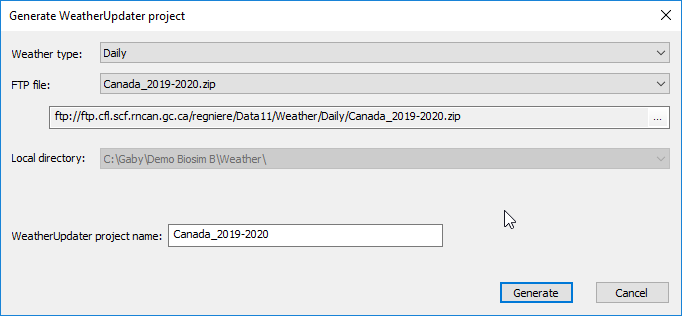 Generate WeatherUpdater project
Weather type: Daily
FTP file: Canada_2019-2020.zip
ftp://ftp.cfl.scf.rncan.gc.ca/regniere/Data11/Weather/Daily/Canada_2019-2020.zip ...
Local directory: C:\Gaby\Demo Biosim B\Weather\
WeatherUpdater project name: Canada_2019-2020
Generate Cancel